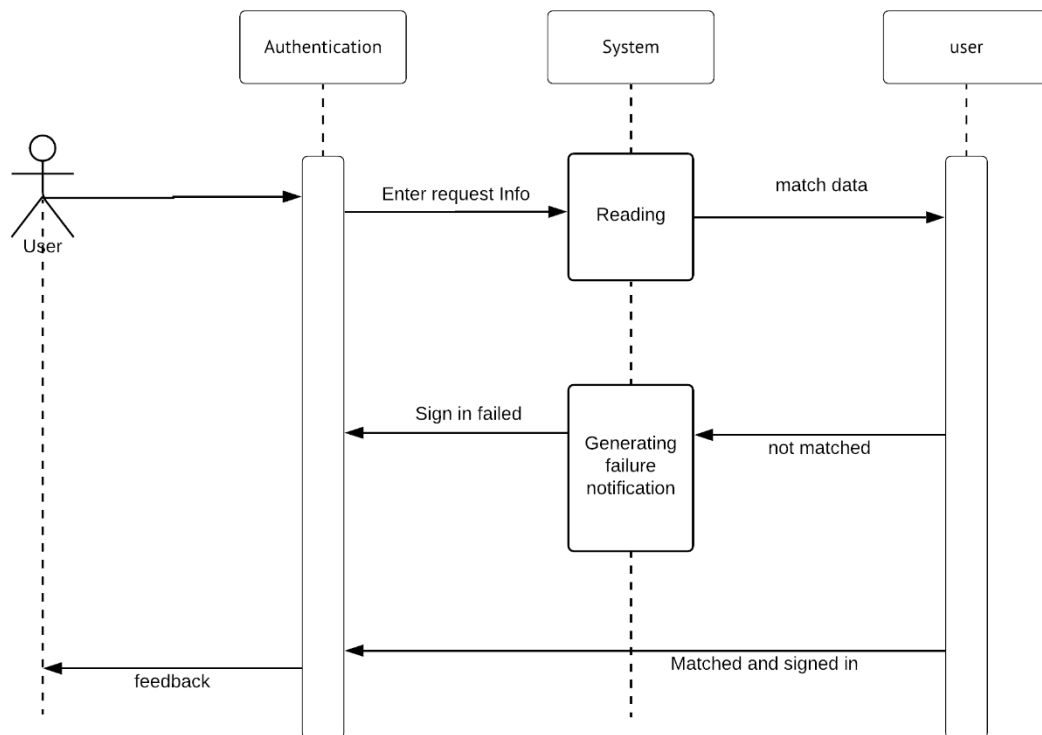 Authentication
System
user
User
Enter request Info
Reading
match data
Sign in failed
Generating
failure
notification
not matched
Matched and signed in
feedback